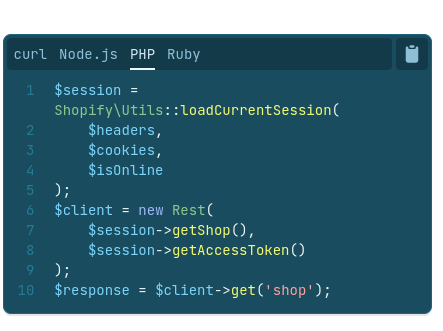 curl Node.js PHP Ruby
1 $session =
Shopify\Utils::loadCurrentSession(
2 $headers,
3 $cookies,
4 $isOnline
5 );
6 $client = new Rest(
7 $session->getShop(),
8 $session->getAccessToken()
9 );
10 $response = $client->get('shop');